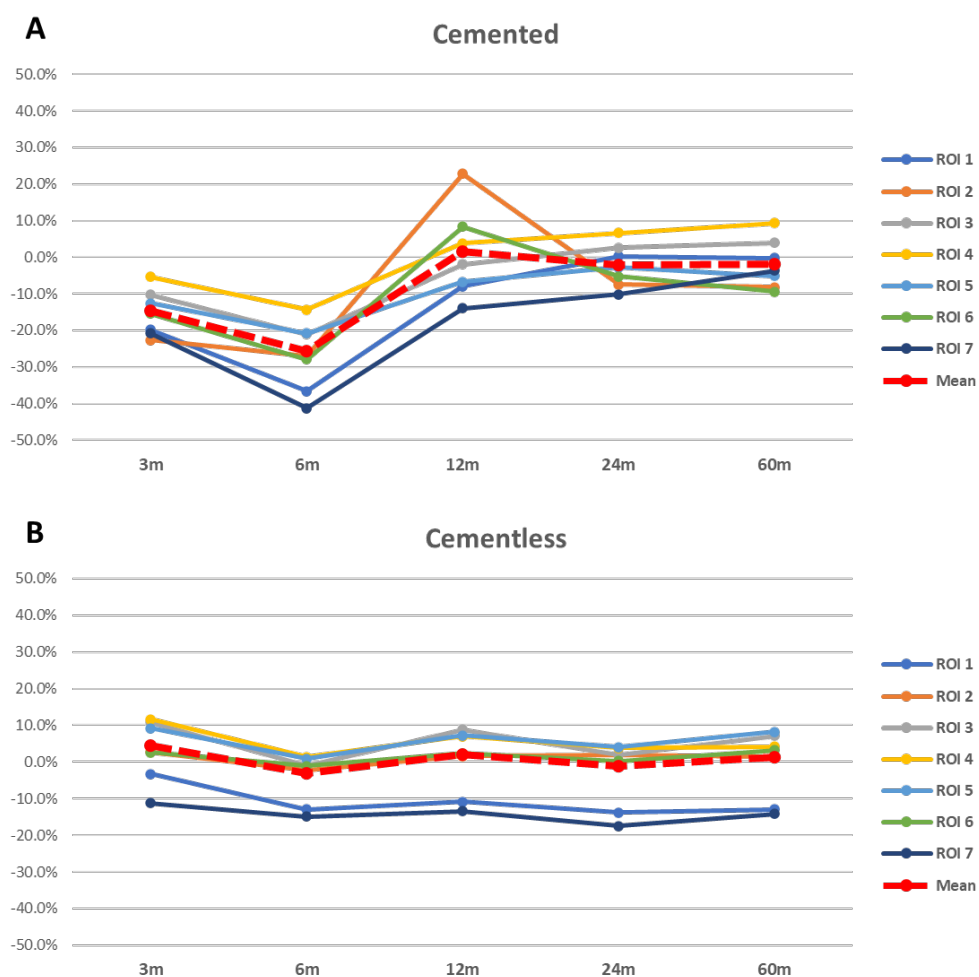 A
Cemented
50.0%
40.0%
30.0%
20.0%
10.0%
0.0%
-10.0%
-20.0%
-30.0%
-40.0%
-50.0%
3m 6m 12m 24m 60m
ROI 1
ROI 2
ROI 3
ROI 4
ROI 5
ROI 6
ROI 7
Mean
B
Cementless
50.0%
40.0%
30.0%
20.0%
10.0%
0.0%
-10.0%
-20.0%
-30.0%
-40.0%
-50.0%
3m 6m 12m 24m 60m
ROI 1
ROI 2
ROI 3
ROI 4
ROI 5
ROI 6
ROI 7
Mean